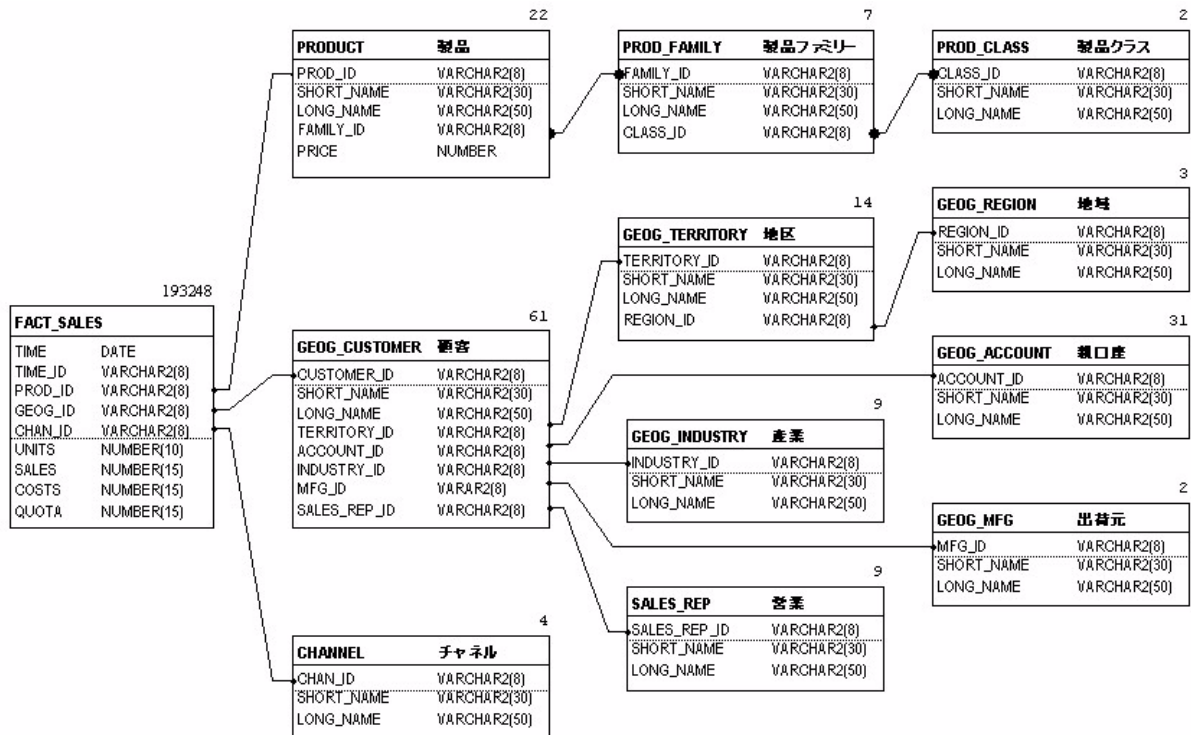 22
PRODUCT 製品
PROD_ID VARCHAR2(8)
SHORT_NAME VARCHAR2(30)
LONG_NAME VARCHAR2(50)
FAMILY_ID VARCHAR2(8)
PRICE NUMBER
7
PROD_FAMILY 製品ファミリー
FAMILY_ID VARCHAR2(8)
SHORT_NAME VARCHAR2(30)
LONG_NAME VARCHAR2(50)
CLASS_ID VARCHAR2(8)
2
PROD_CLASS 製品クラス
CLASS_ID VARCHAR2(8)
SHORT_NAME VARCHAR2(30)
LONG_NAME VARCHAR2(50)
14
GEOG_TERRITORY 地区
TERRITORY_ID VARCHAR2(8)
SHORT_NAME VARCHAR2(30)
LONG_NAME VARCHAR2(50)
REGION_ID VARCHAR2(8)
3
GEOG_REGION 地域
REGION_ID VARCHAR2(8)
SHORT_NAME VARCHAR2(30)
LONG_NAME VARCHAR2(50)
193248
FACT_SALES
TIME DATE
TIME_ID VARCHAR2(8)
PROD_ID VARCHAR2(8)
GEOG_ID VARCHAR2(8)
CHAN_ID VARCHAR2(8)
UNITS NUMBER(10)
SALES NUMBER(15)
COSTS NUMBER(15)
QUOTA NUMBER(15)
61
GEOG_CUSTOMER 顧客
CUSTOMER_ID VARCHAR2(8)
SHORT_NAME VARCHAR2(30)
LONG_NAME VARCHAR2(50)
TERRITORY_ID VARCHAR2(8)
ACCOUNT_ID VARCHAR2(8)
INDUSTRY_ID VARCHAR2(8)
MFG_ID VARAR2(8)
SALES_REP_ID VARCHAR2(8)
31
GEOG_ACCOUNT 親口座
ACCOUNT_ID VARCHAR2(8)
SHORT_NAME VARCHAR2(30)
LONG_NAME VARCHAR2(50)
9
GEOG_INDUSTRY 産業
INDUSTRY_ID VARCHAR2(8)
SHORT_NAME VARCHAR2(30)
LONG_NAME VARCHAR2(50)
2
GEOG_MFG 出荷元
MFG_ID VARCHAR2(8)
SHORT_NAME VARCHAR2(30)
LONG_NAME VARCHAR2(50)
9
SALES_REP 営業
SALES_REP_ID VARCHAR2(8)
SHORT_NAME VARCHAR2(30)
LONG_NAME VARCHAR2(50)
4
CHANNEL チャネル
CHAN_ID VARCHAR2(8)
SHORT_NAME VARCHAR2(30)
LONG_NAME VARCHAR2(50)